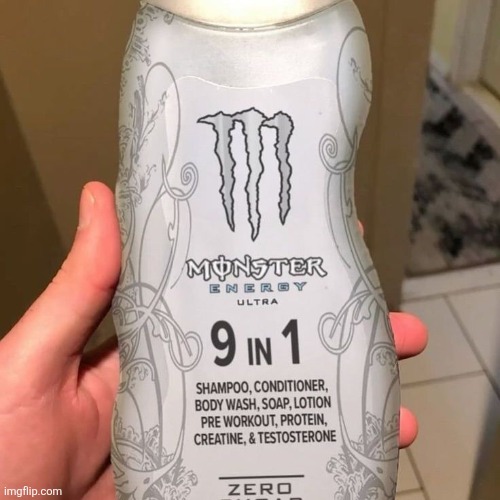 MONSTER
ENERGY
ULTRA
9 IN 1
SHAMPOO, CONDITIONER,
BODY WASH, SOAP, LOTION
PRE WORKOUT, PROTEIN,
CREATINE, & TESTOSTERONE
ZERO
imgflip.com